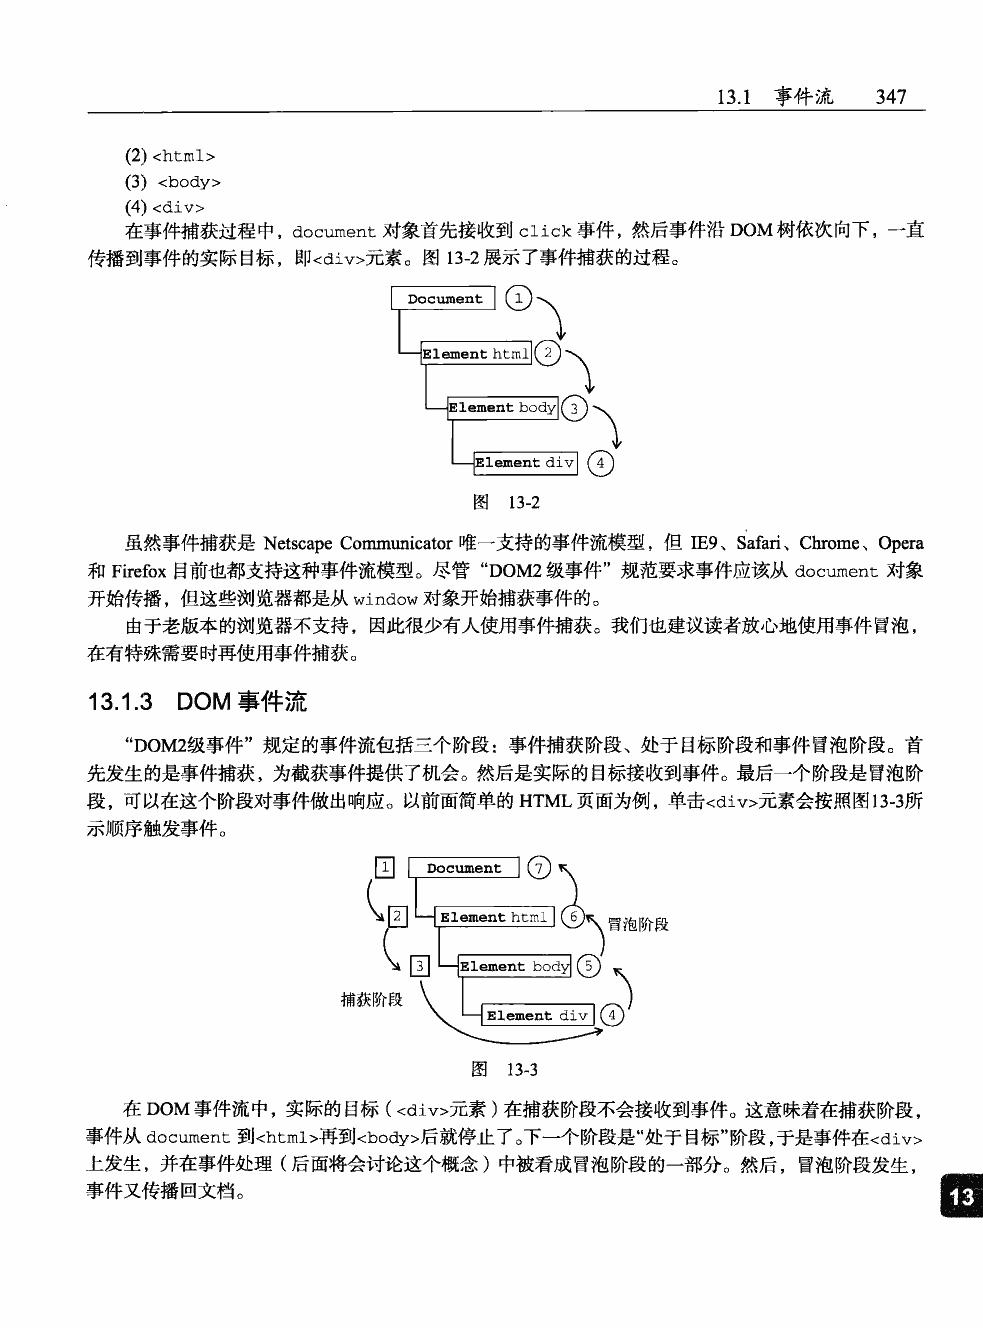 13.1 事件流 347
(2) <html>
(3) <body>
(4) <div>
在事件捕获过程中，document 对象首先接收到 click 事件，然后事件沿 DOM 树依次向下，一直
传播到事件的实际目标，即<div>元素。图 13-2 展示了事件捕获的过程。
Document 1
Element html 2
Element body 3
Element div 4
图 13-2
虽然事件捕获是 Netscape Communicator 唯一支持的事件流模型，但 IE9、Safari、Chrome、Opera
和 Firefox 目前也都支持这种事件流模型。尽管“DOM2 级事件”规范要求事件应该从 document 对象
开始传播，但这些浏览器都是从 window 对象开始捕获事件的。
由于老版本的浏览器不支持，因此很少有人使用事件捕获。我们也建议读者放心地使用事件冒泡，
在有特殊需要时再使用事件捕获。
13.1.3 DOM 事件流
“DOM2级事件”规定的事件流包括三个阶段：事件捕获阶段、处于目标阶段和事件冒泡阶段。首
先发生的是事件捕获，为截获事件提供了机会。然后是实际的目标接收到事件。最后一个阶段是冒泡阶
段，可以在这个阶段对事件做出响应。以前面简单的 HTML 页面为例，单击<div>元素会按照图13-3所
示顺序触发事件。
1 Document 7
2 Element html 6 冒泡阶段
3 Element body 5
捕获阶段 Element div 4
图 13-3
在 DOM 事件流中，实际的目标（<div>元素）在捕获阶段不会接收到事件。这意味着在捕获阶段，
事件从 document 到<html>再到<body>后就停止了。下一个阶段是“处于目标”阶段，于是事件在<div>
上发生，并在事件处理（后面将会讨论这个概念）中被看成冒泡阶段的一部分。然后，冒泡阶段发生，
事件又传播回文档。
13